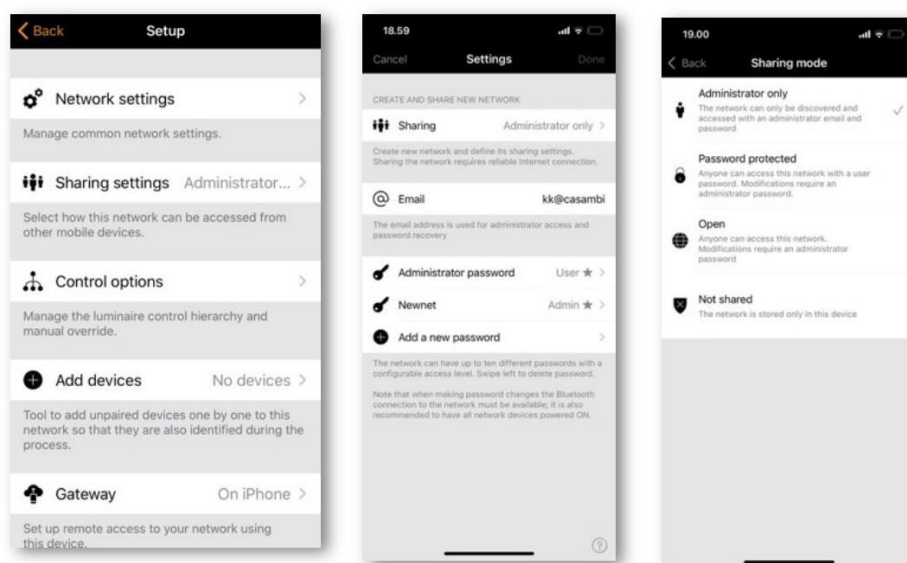 Back Setup
Network settings
Manage common network settings.
Sharing settings Administrator...
Select how this network can be accessed from
other mobile devices.
Control options
Manage the luminaire control hierarchy and
manual override.
Add devices No devices
Tool to add unpaired devices one by one to this
network so that they are also identified during the
process.
Gateway On iPhone
Set up remote access to your network using
this device.
18.59
Cancel Settings Done
CREATE AND SHARE NEW NETWORK
Sharing Administrator only
Create new network and define its sharing settings.
Sharing the network requires reliable Internet connection.
Email kk@casambi
The email address is used for administrator access and
password recovery
Administrator password User ★
Newnet Admin ★
Add a new password
The network can have up to ten different passwords with a
configurable access level. Swipe left to delete password.
Note that when making password changes the Bluetooth
connection to the network must be available; it is also
recommended to have all network devices powered ON.
19.00
Back Sharing mode
Administrator only
The network can only be discovered and
accessed with an administrator email and
password
Password protected
Anyone can access this network with a user
password. Modifications require an
administrator password.
Open
Anyone can access this network.
Modifications require an administrator
password
Not shared
The network is stored only in this device